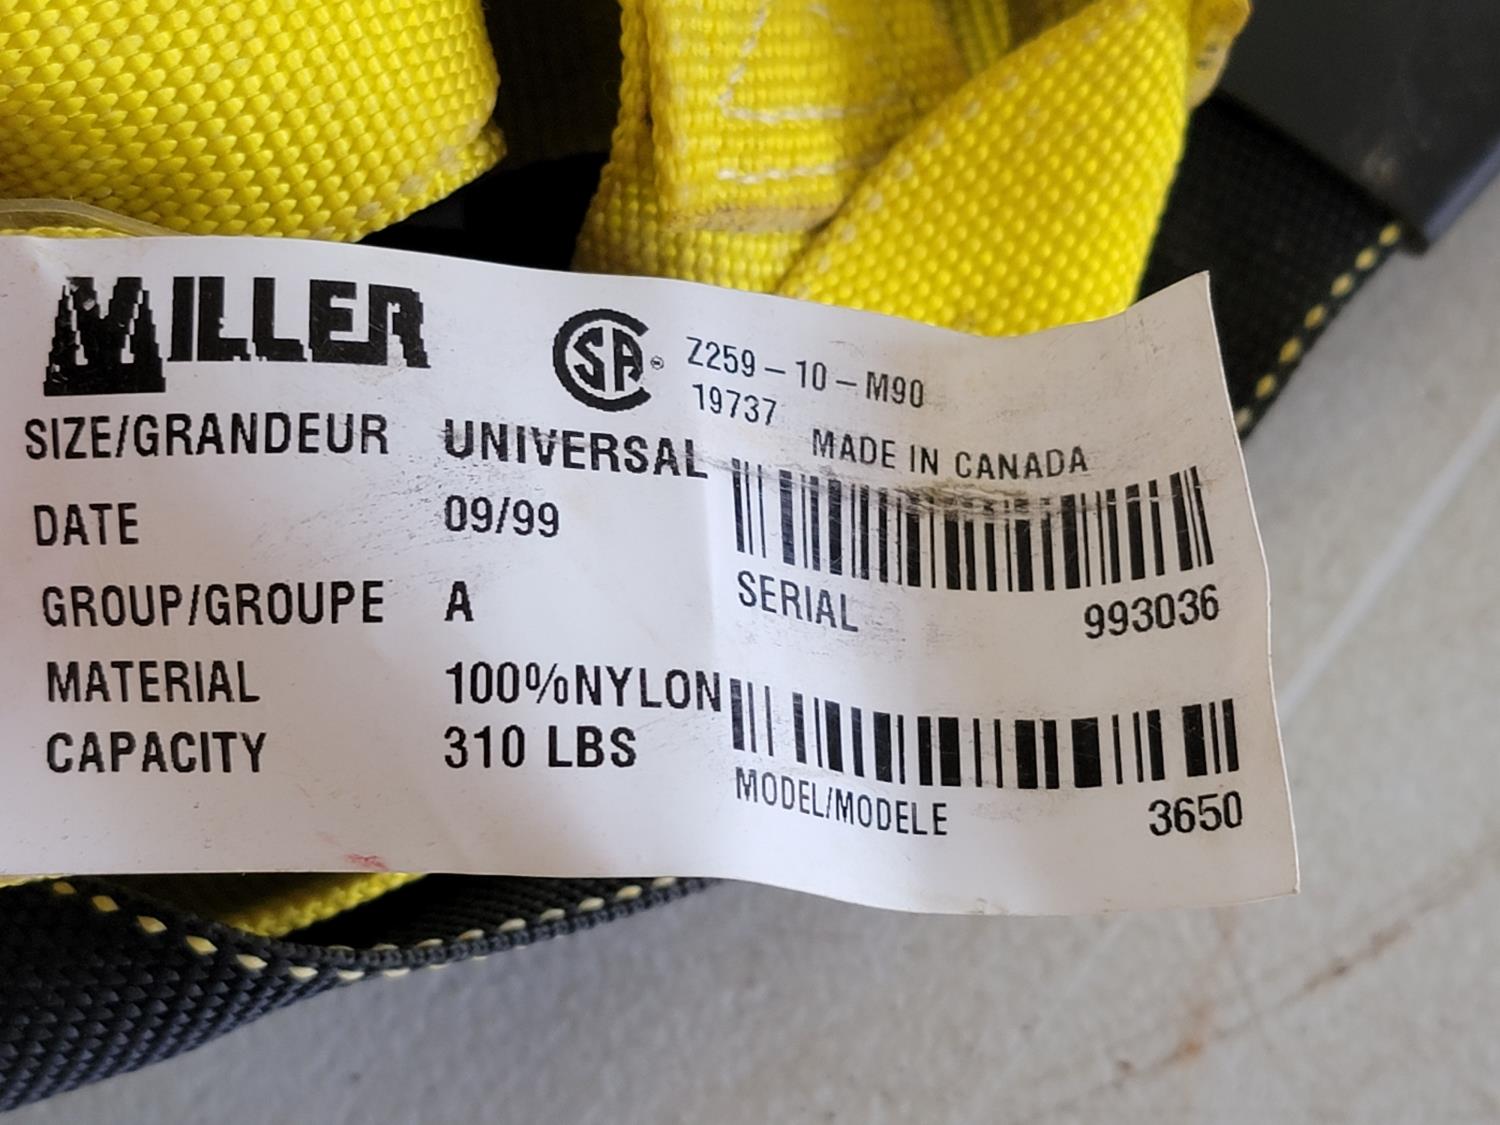 MILLER
CSA Z259-10-M90
19737
MADE IN CANADA
SIZE/GRANDEUR UNIVERSAL
DATE 09/99
GROUP/GROUPE A
SERIAL 993036
MATERIAL 100%NYLON
CAPACITY 310 LBS
MODEL/MODELE 3650